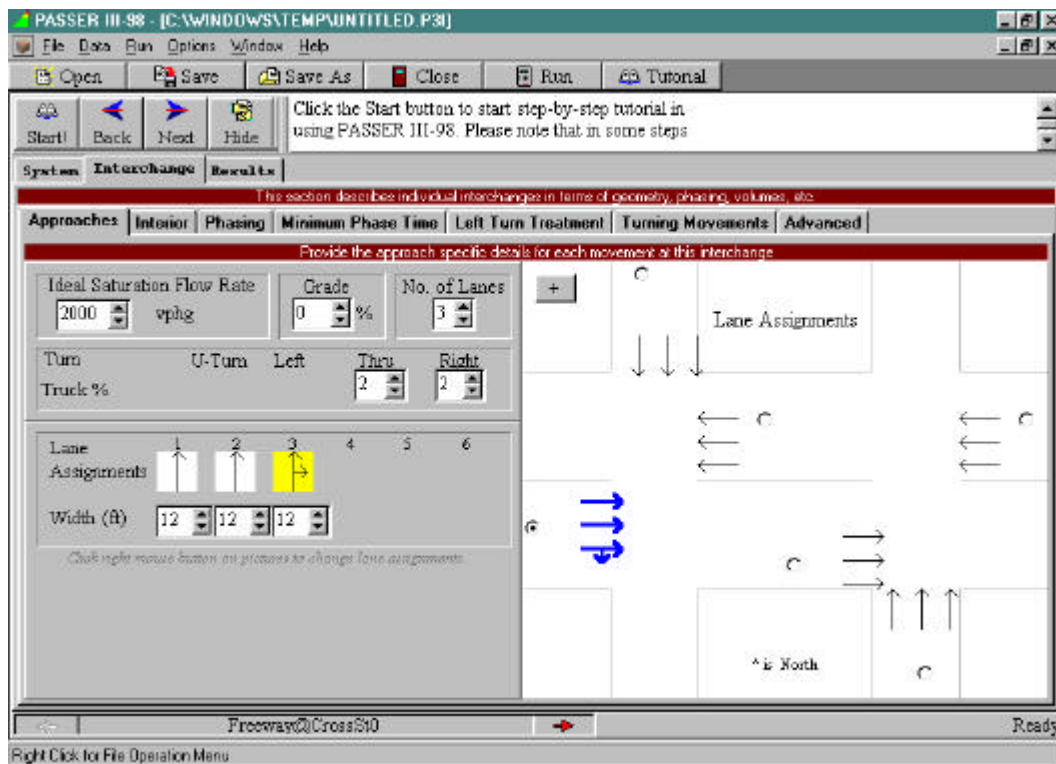 PASSER III-98 - [C:\WINDOWS\TEMP\UNTITLED.P3I]
File Data Run Options Window Help
Open Save Save As Close Run Tutorial
Start! Back Next Hide
Click the Start button to start step-by-step tutorial in
using PASSER III-98. Please note that in some steps
System Interchange Results
This section describes individual interchanges in terms of geometry, phasing, volumes, etc.
Approaches Interior Phasing Minimum Phase Time Left Turn Treatment Turning Movements Advanced
Provide the approach specific details for each movement at this interchange
Ideal Saturation Flow Rate Grade No. of Lanes
2000 vphg 0 % 3
+
Lane Assignments
Turn U-Turn Left Thru Right
Truck % 2 2
Lane 1 2 3 4 5 6
Assignments
Width (ft) 12 12 12
Click right mouse button on pictures to change lane assignments
^ is North
Freeway@CrossSt0 Ready
Right Click for File Operation Menu